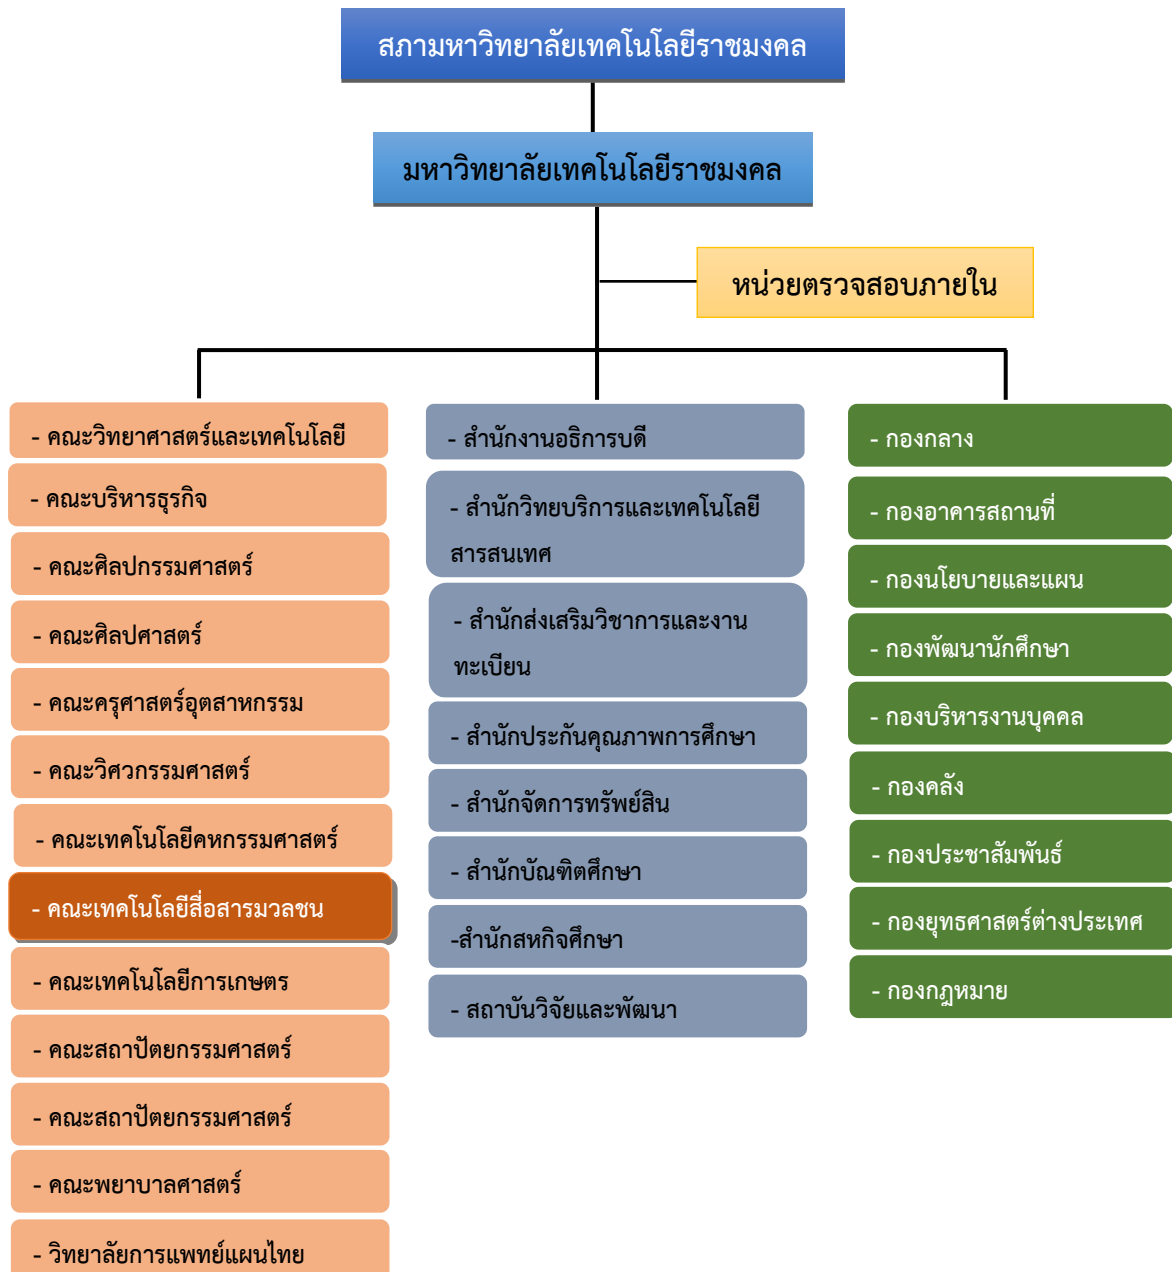 สภามหาวิทยาลัยเทคโนโลยีราชมงคล
มหาวิทยาลัยเทคโนโลยีราชมงคล
หน่วยตรวจสอบภายใน
- คณะวิทยาศาสตร์และเทคโนโลยี
- คณะบริหารธุรกิจ
- คณะศิลปกรรมศาสตร์
- คณะศิลปศาสตร์
- คณะครุศาสตร์อุตสาหกรรม
- คณะวิศวกรรมศาสตร์
- คณะเทคโนโลยีคหกรรมศาสตร์
- คณะเทคโนโลยีสื่อสารมวลชน
- คณะเทคโนโลยีการเกษตร
- คณะสถาปัตยกรรมศาสตร์
- คณะสถาปัตยกรรมศาสตร์
- คณะพยาบาลศาสตร์
- วิทยาลัยการแพทย์แผนไทย
- สำนักงานอธิการบดี
- สำนักวิทยบริการและเทคโนโลยี
สารสนเทศ
- สำนักส่งเสริมวิชาการและงาน
ทะเบียน
- สำนักประกันคุณภาพการศึกษา
- สำนักจัดการทรัพย์สิน
- สำนักบัณฑิตศึกษา
-สำนักสหกิจศึกษา
- สถาบันวิจัยและพัฒนา
- กองกลาง
- กองอาคารสถานที่
- กองนโยบายและแผน
- กองพัฒนานักศึกษา
- กองบริหารงานบุคคล
- กองคลัง
- กองประชาสัมพันธ์
- กองยุทธศาสตร์ต่างประเทศ
- กองกฎหมาย